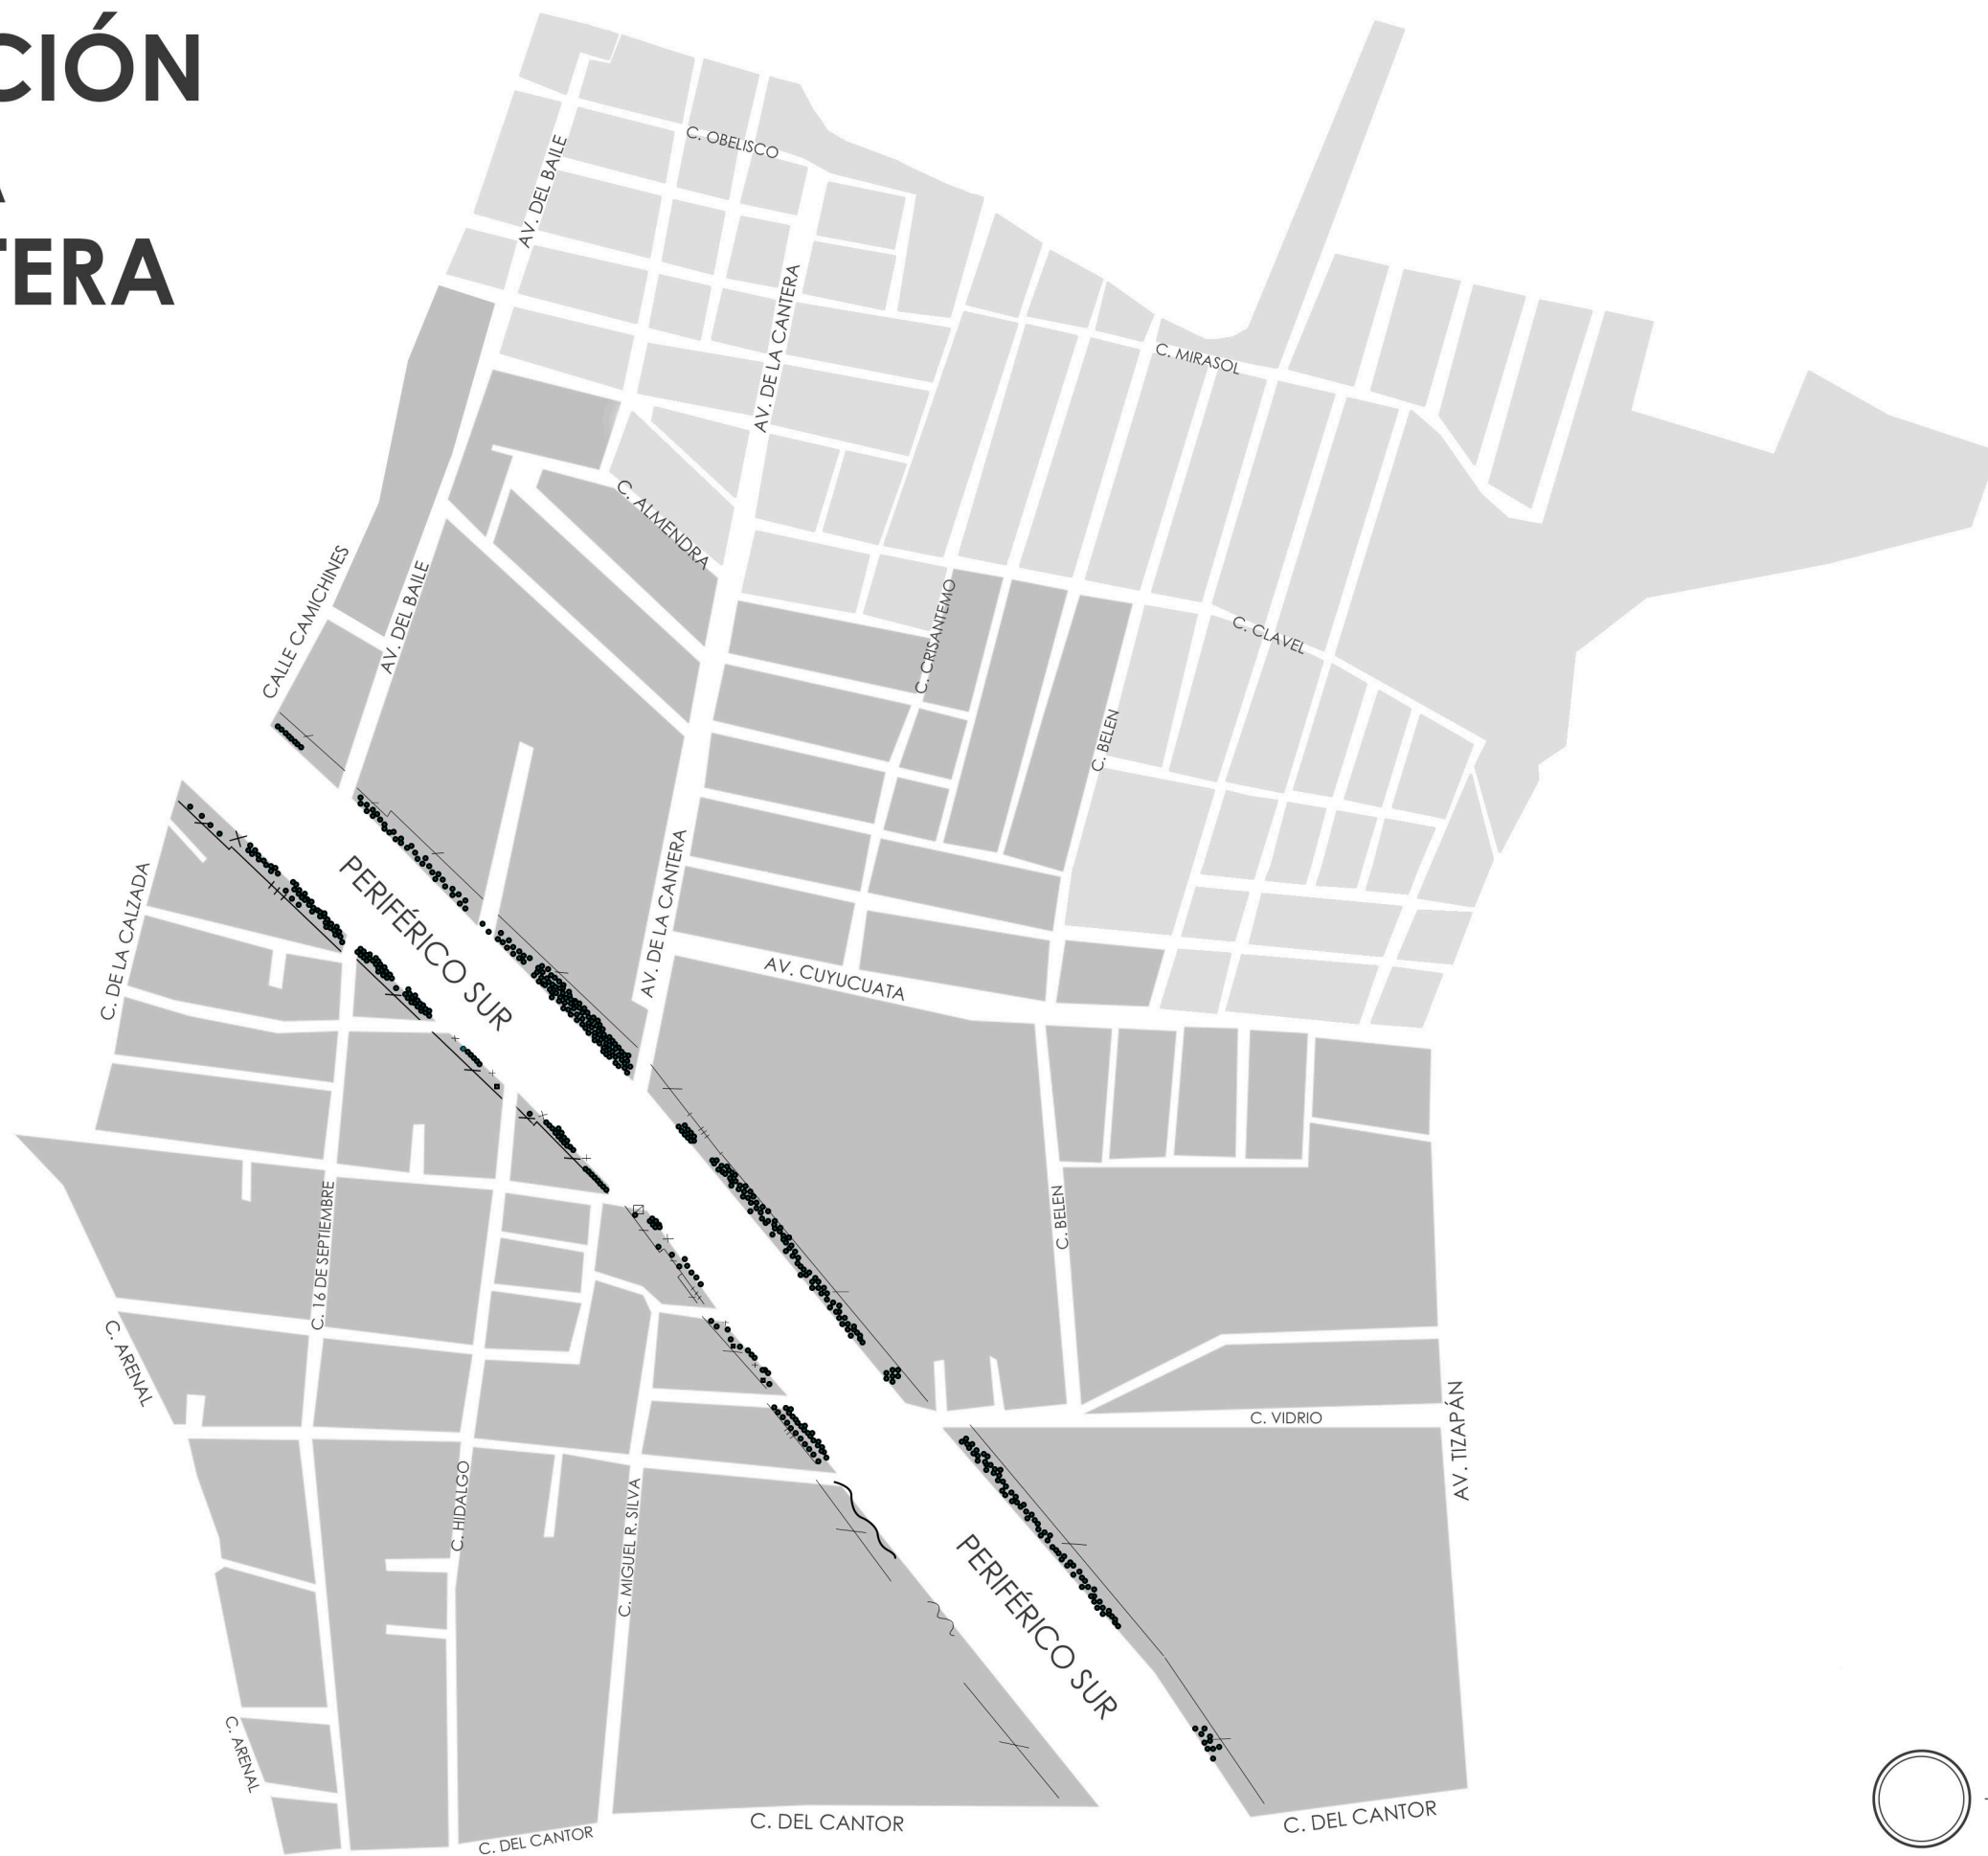 CIÓN
A
TERA
C. OBELISCO
AV. DEL BAILE
AV. DE LA CANTERA
C. MIRASOL
C. ALMENDRA
CALLE CAMICHINES
AV. DEL BAILE
C. CRISANTEMO
C. CLAVEL
C. BELEN
C. DE LA CALZADA
PERIFÉRICO SUR
AV. DE LA CANTERA
AV. CUYUCUATA
C. 16 DE SEPTIEMBRE
C. BELEN
C. ARENAL
C. VIDRIO
AV. TIZAPÁN
C. HIDALGO
C. MIGUEL R. SILVA
PERIFÉRICO SUR
C. ARENAL
C. DEL CANTOR
C. DEL CANTOR
C. DEL CANTOR